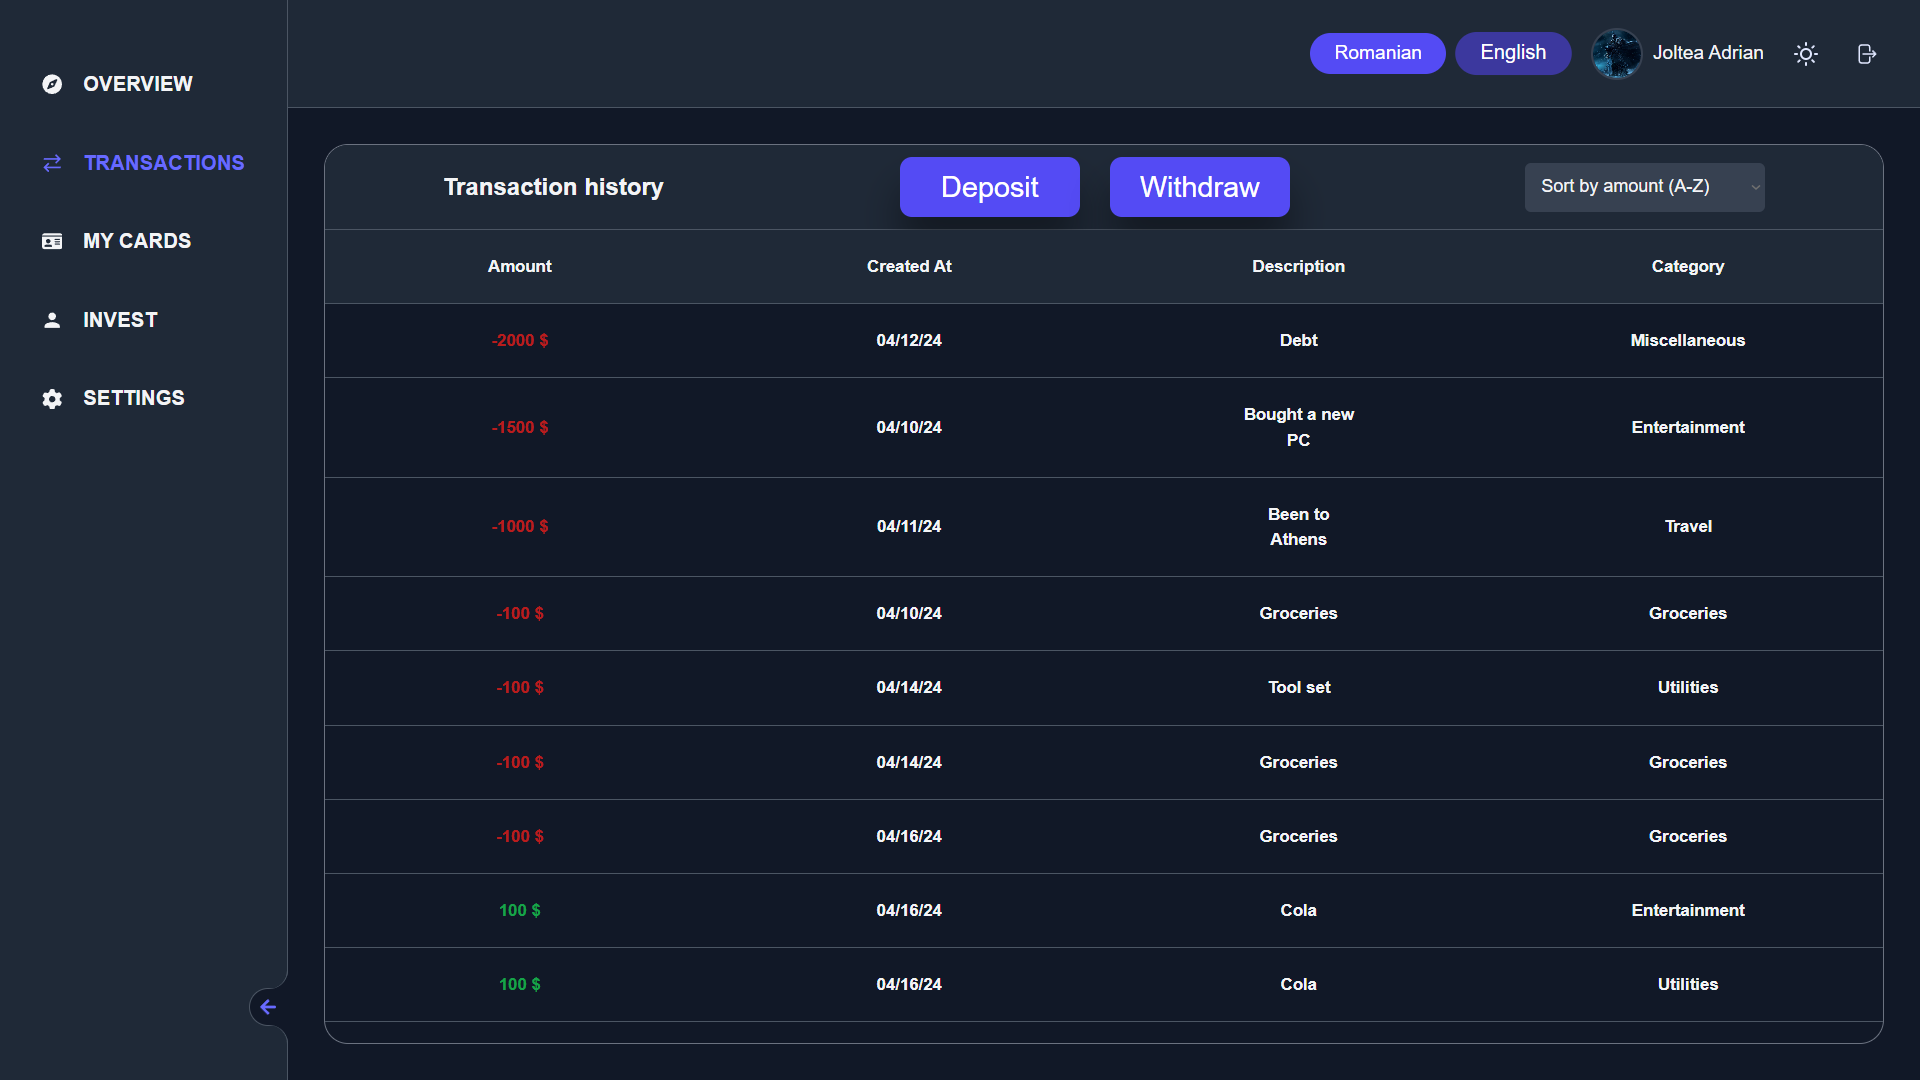 OVERVIEW
TRANSACTIONS
MY CARDS
INVEST
SETTINGS
Romanian English Joltea Adrian
Transaction history Deposit Withdraw Sort by amount (A-Z)
Amount Created At Description Category
-2000 $ 04/12/24 Debt Miscellaneous
-1500 $ 04/10/24 Bought a new PC Entertainment
-1000 $ 04/11/24 Been to Athens Travel
-100 $ 04/10/24 Groceries Groceries
-100 $ 04/14/24 Tool set Utilities
-100 $ 04/14/24 Groceries Groceries
-100 $ 04/16/24 Groceries Groceries
100 $ 04/16/24 Cola Entertainment
100 $ 04/16/24 Cola Utilities